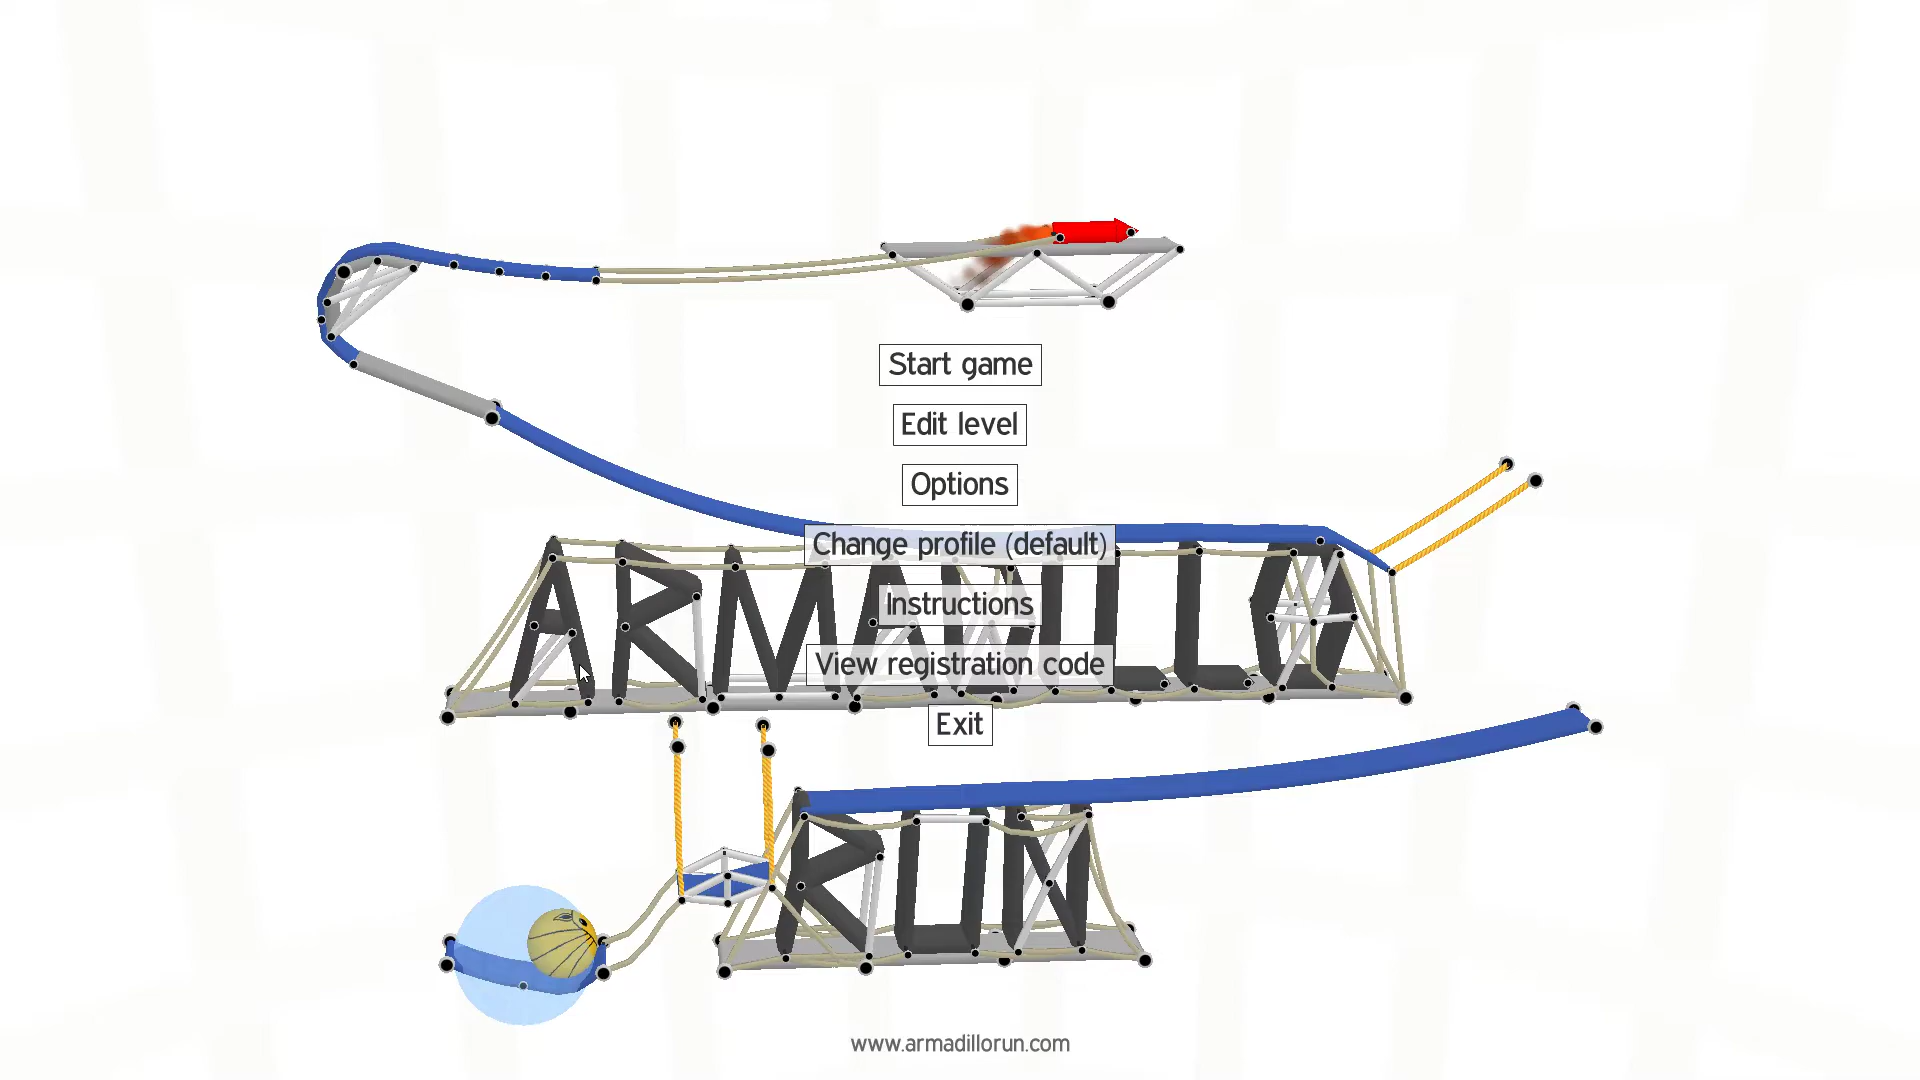 Start game
Edit level
Options
Change profile (default)
ARMADILLO
Instructions
View registration code
Exit
RUN
www.armadillorun.com